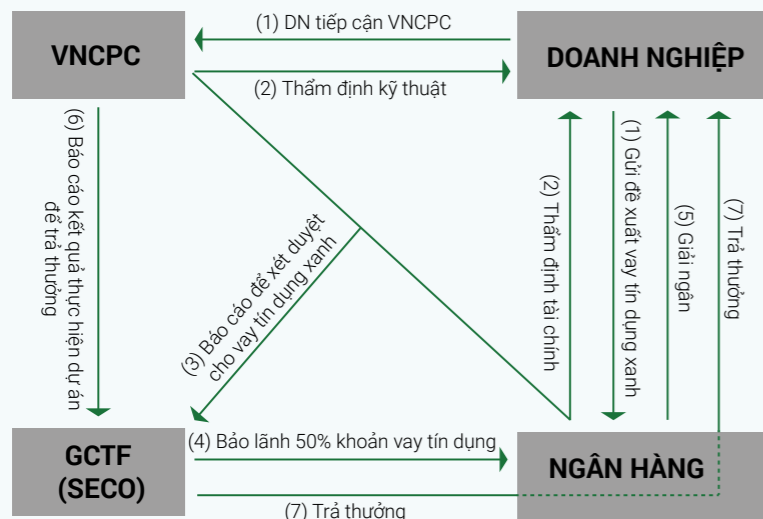 (1) DN tiếp cận VNCPC
VNCPC
DOANH NGHIỆP
(2) Thẩm định kỹ thuật
(6) Báo cáo kết quả thực hiện dự án
để trả thưởng
(3) Báo cáo để xét duyệt
cho vay tín dụng xanh
(2) Thẩm định tài chính
(1) Gửi đề xuất vay tín dụng xanh
(5) Giải ngân
(7) Trả thưởng
GCTF
(SECO)
(4) Bảo lãnh 50% khoản vay tín dụng
NGÂN HÀNG
(7) Trả thưởng